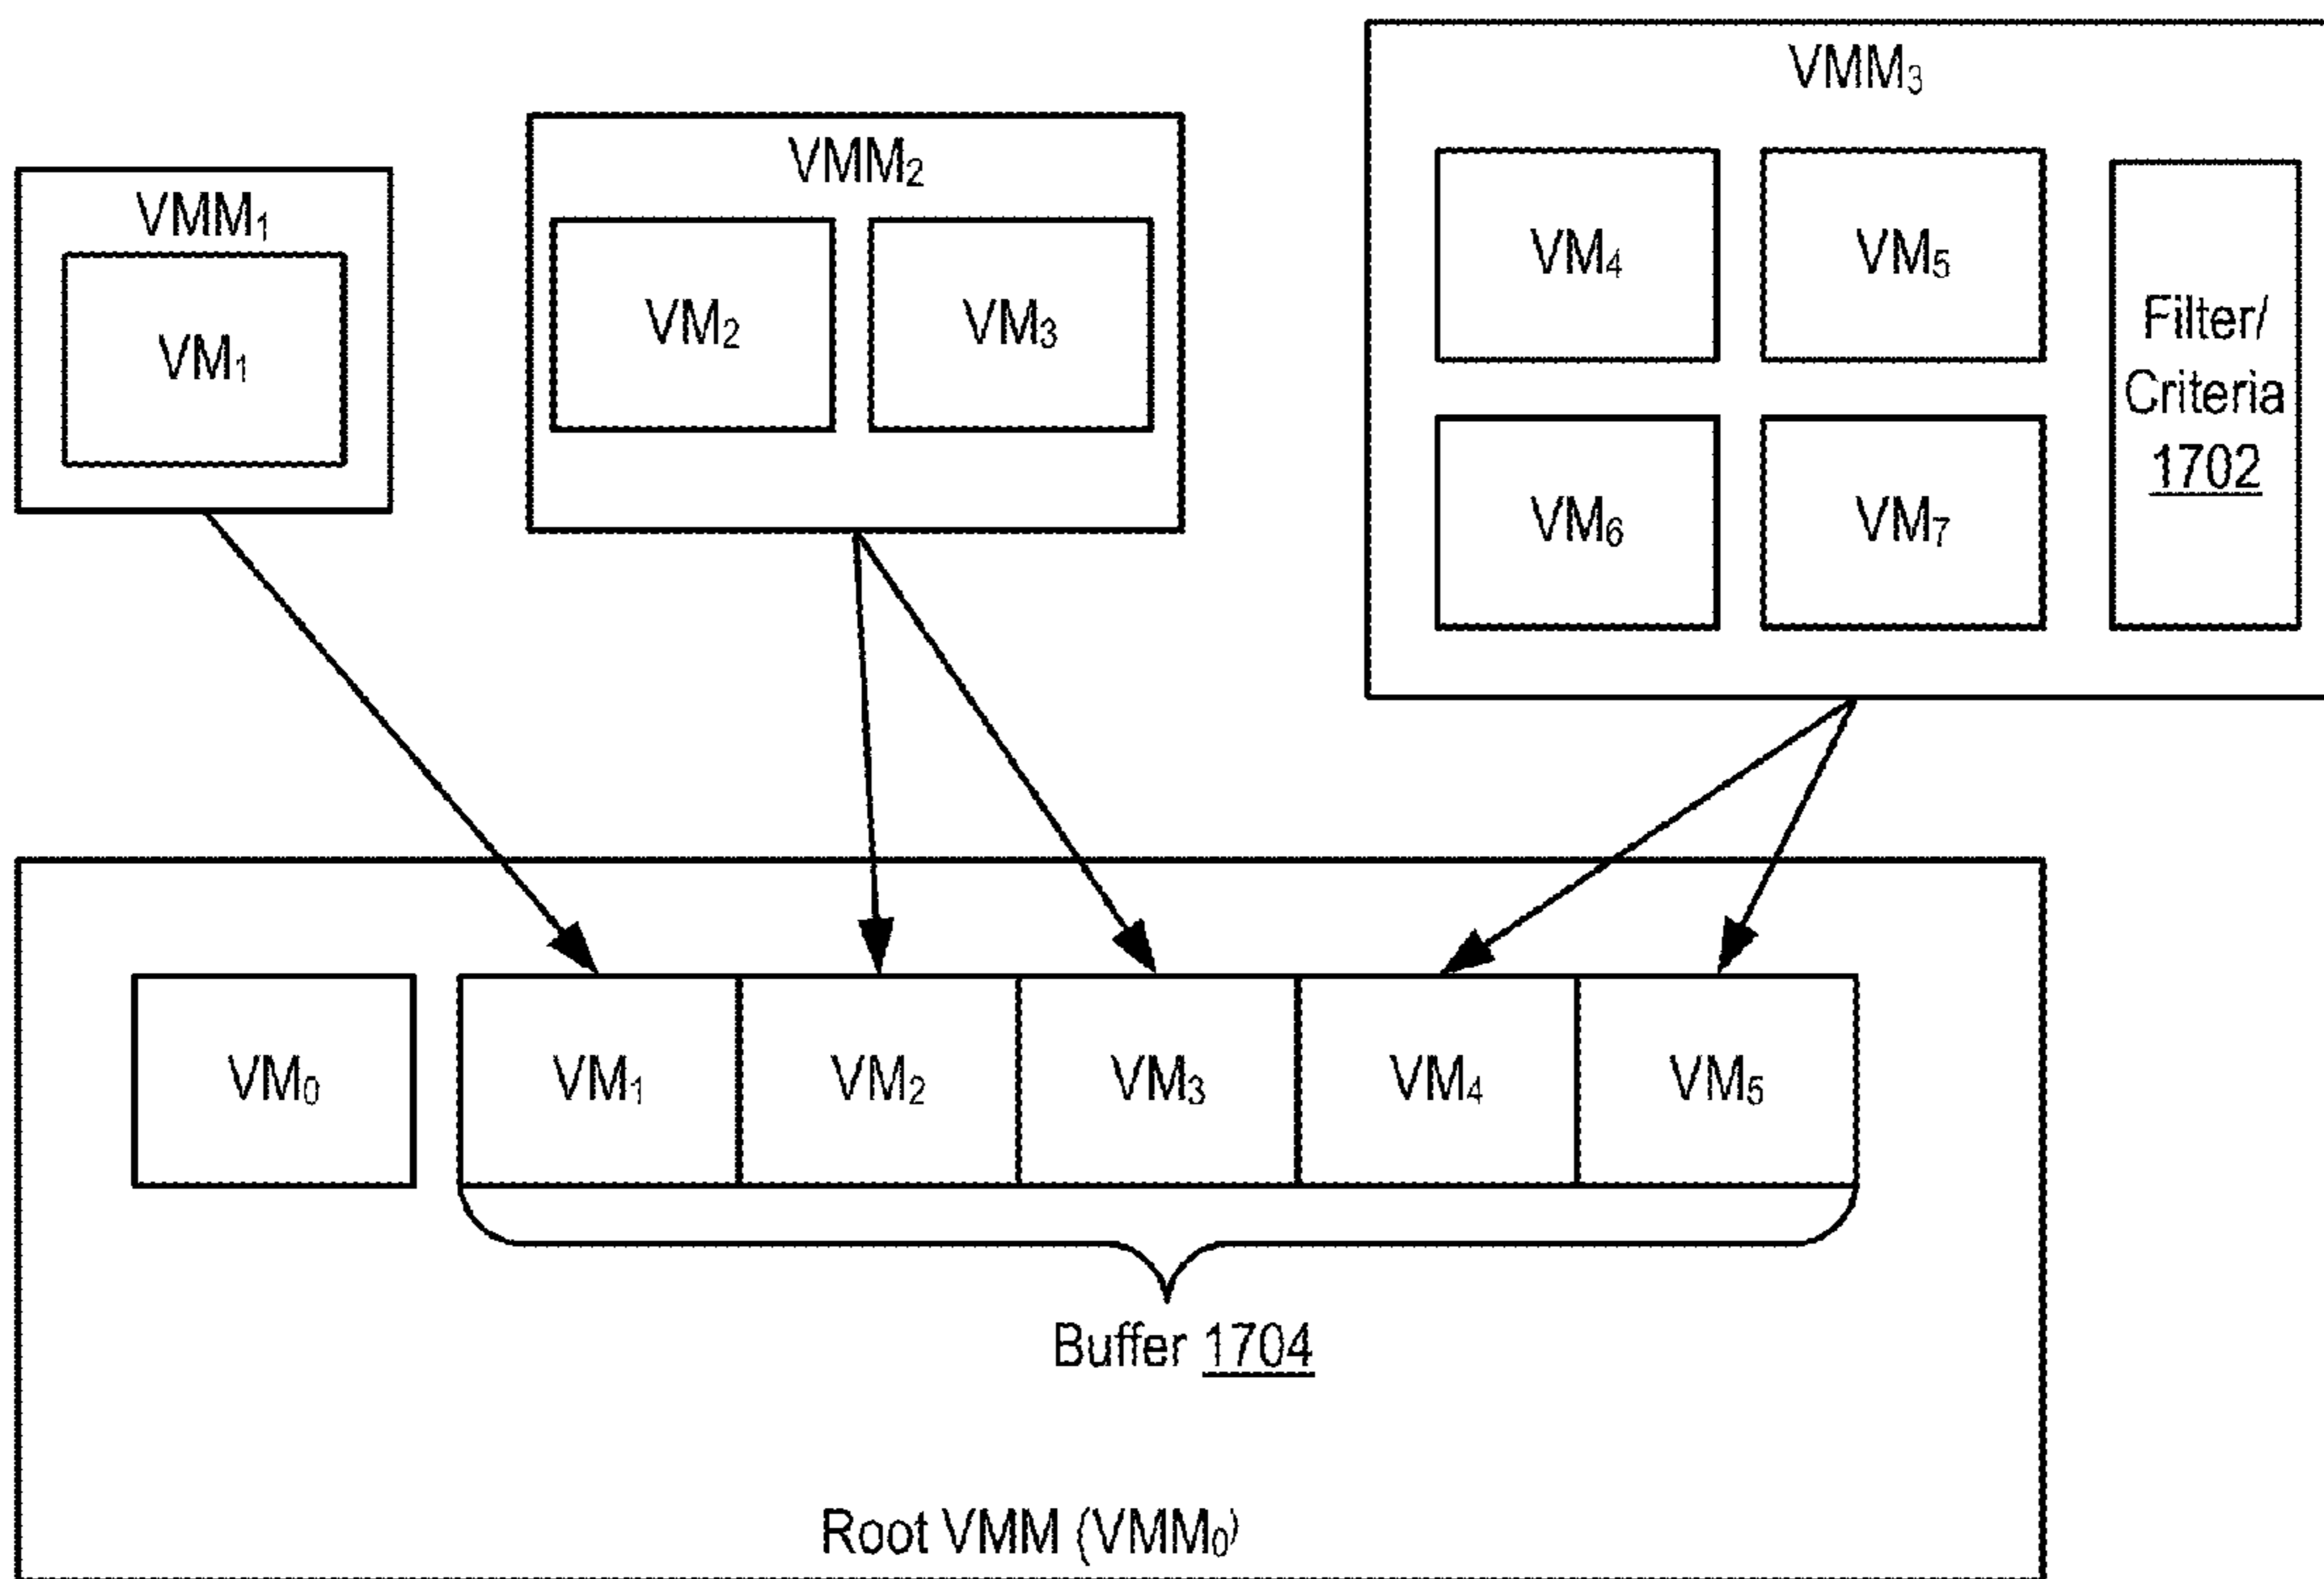 VMM₁
VM₁
VMM₂
VM₂
VM₃
VMM₃
VM₄
VM₅
VM₆
VM₇
Filter/
Criteria
1702
VM₀
VM₁
VM₂
VM₃
VM₄
VM₅
Buffer 1704
Root VMM (VMM₀)